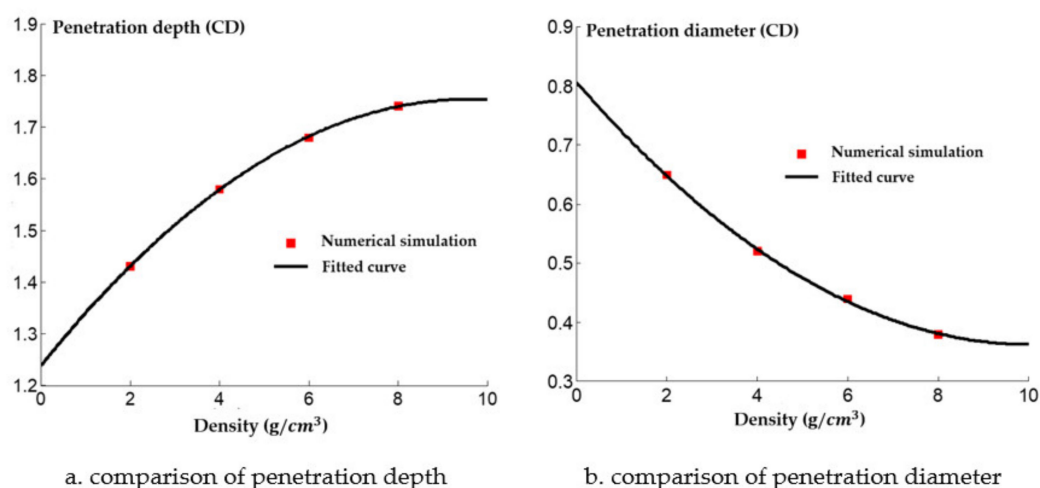 Penetration depth (CD)
1.9
1.8
1.7
1.6
1.5
1.4
1.3
1.2
0 2 4 6 8 10
Numerical simulation
Fitted curve
Density (g/cm³)
a. comparison of penetration depth
Penetration diameter (CD)
0.9
0.8
0.7
0.6
0.5
0.4
0.3
0 2 4 6 8 10
Numerical simulation
Fitted curve
Density (g/cm³)
b. comparison of penetration diameter